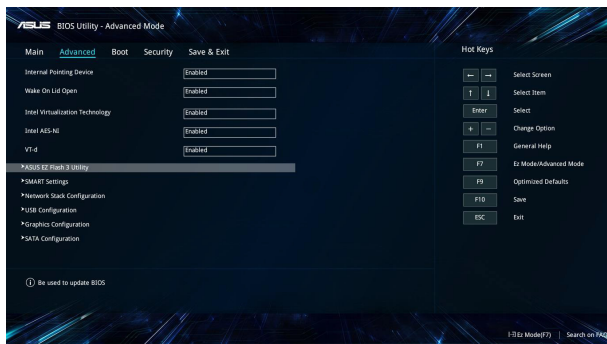 ASUS BIOS Utility - Advanced Mode
Main Advanced Boot Security Save & Exit
Hot Keys
Internal Pointing Device Enabled
Wake On Lid Open Enabled
Intel Virtualization Technology Enabled
Intel AES-NI Enabled
VT-d Enabled
ASUS EZ Flash 3 Utility
SMART Settings
Network Stack Configuration
USB Configuration
Graphics Configuration
SATA Configuration
← → Select Screen
↑ ↓ Select Item
Enter Select
+ − Change Option
F1 General Help
F7 Ez Mode/Advanced Mode
F9 Optimized Defaults
F10 Save
ESC Exit
Be used to update BIOS
Ez Mode(F7) | Search on FAQ